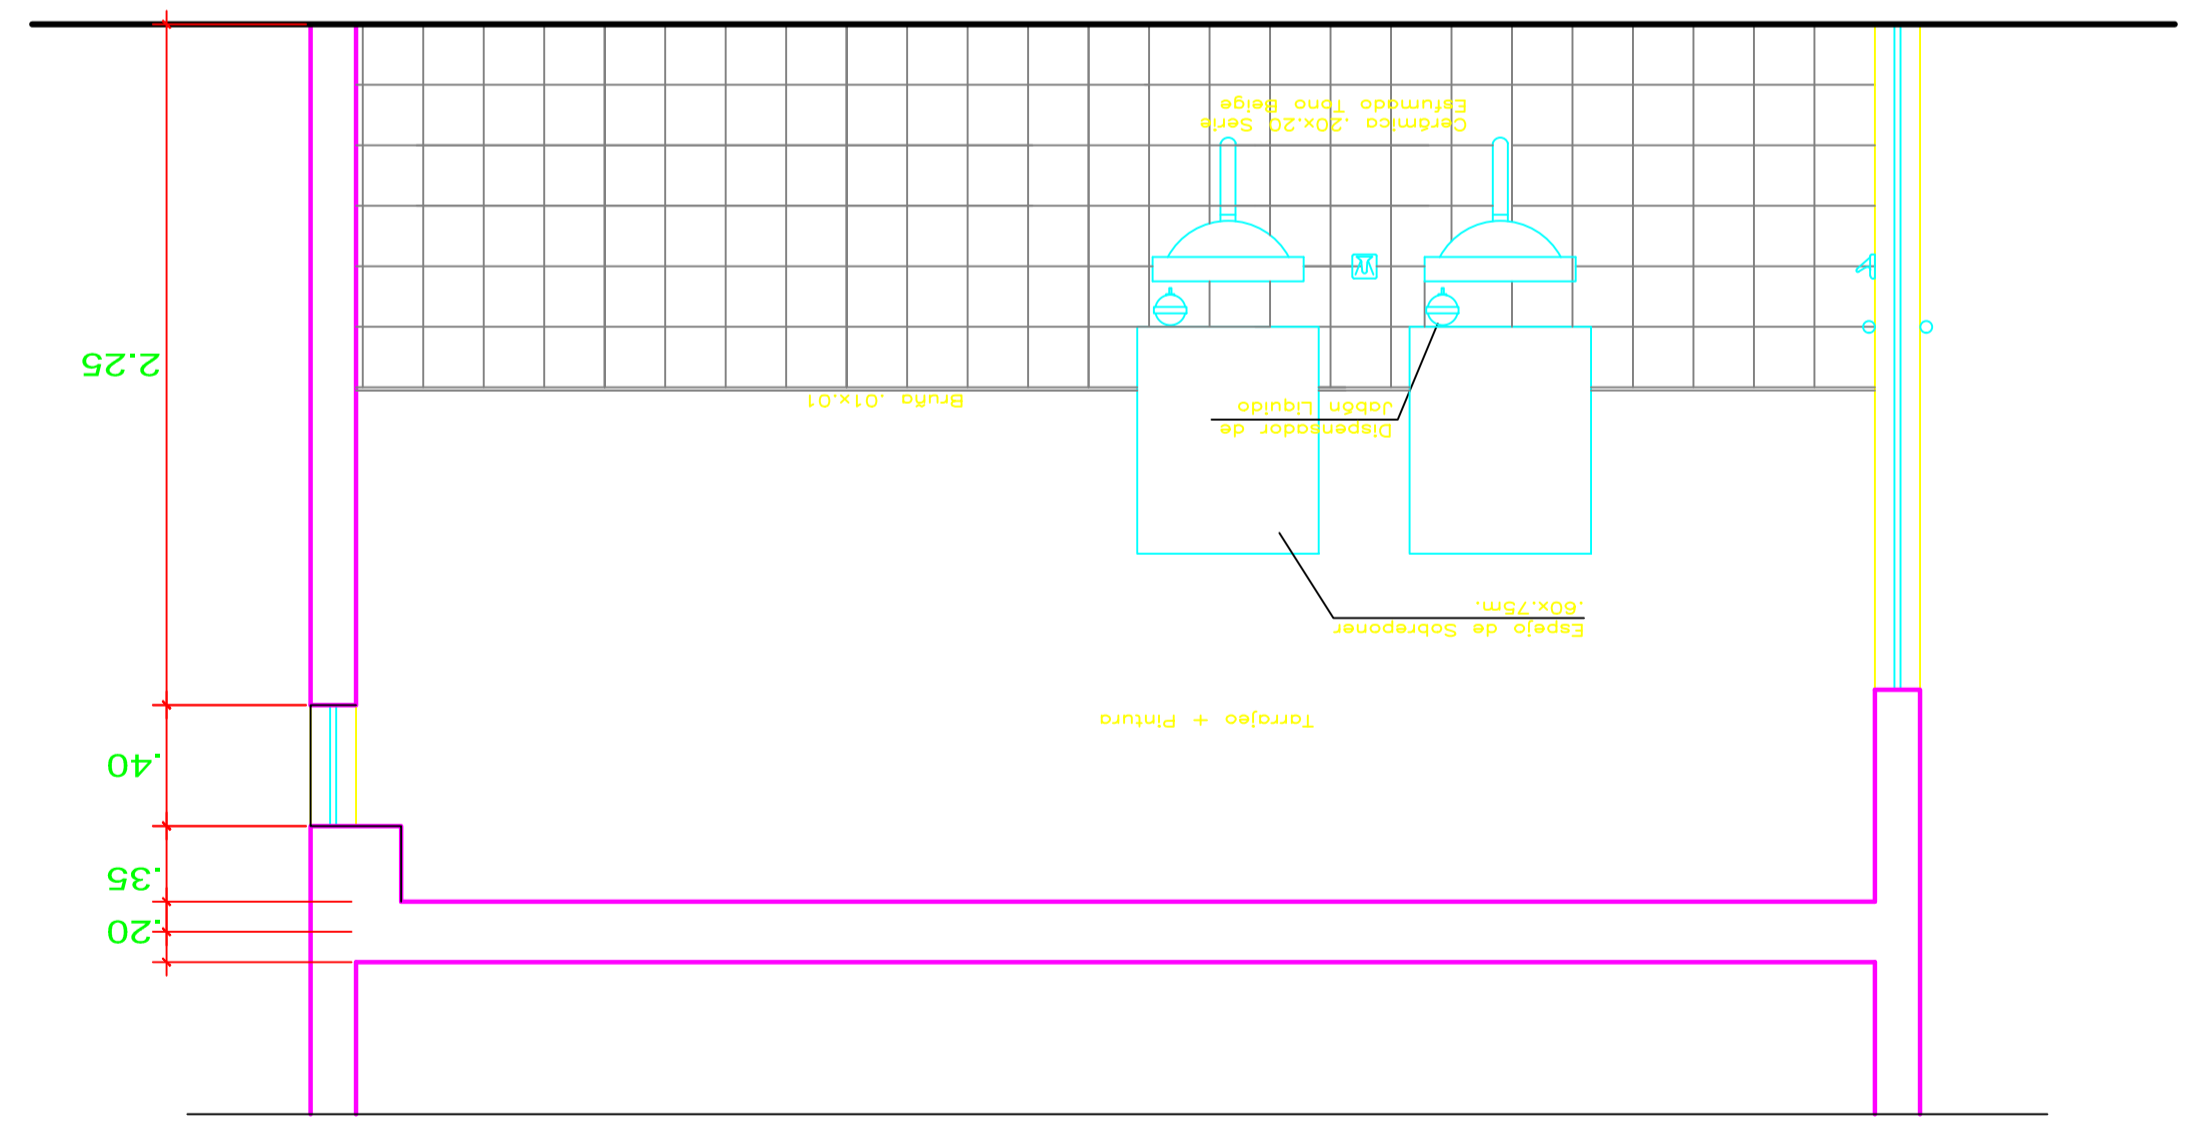 .20
.35
.40
Tarrajeo + Pintura
Espejo de Sobreponer
.60x.75m.
Dispensador de
Jabón Líquido
Bruña .01x.01
2.25
Cerámica .20x.20 Serie
Esfumado Tono Beige